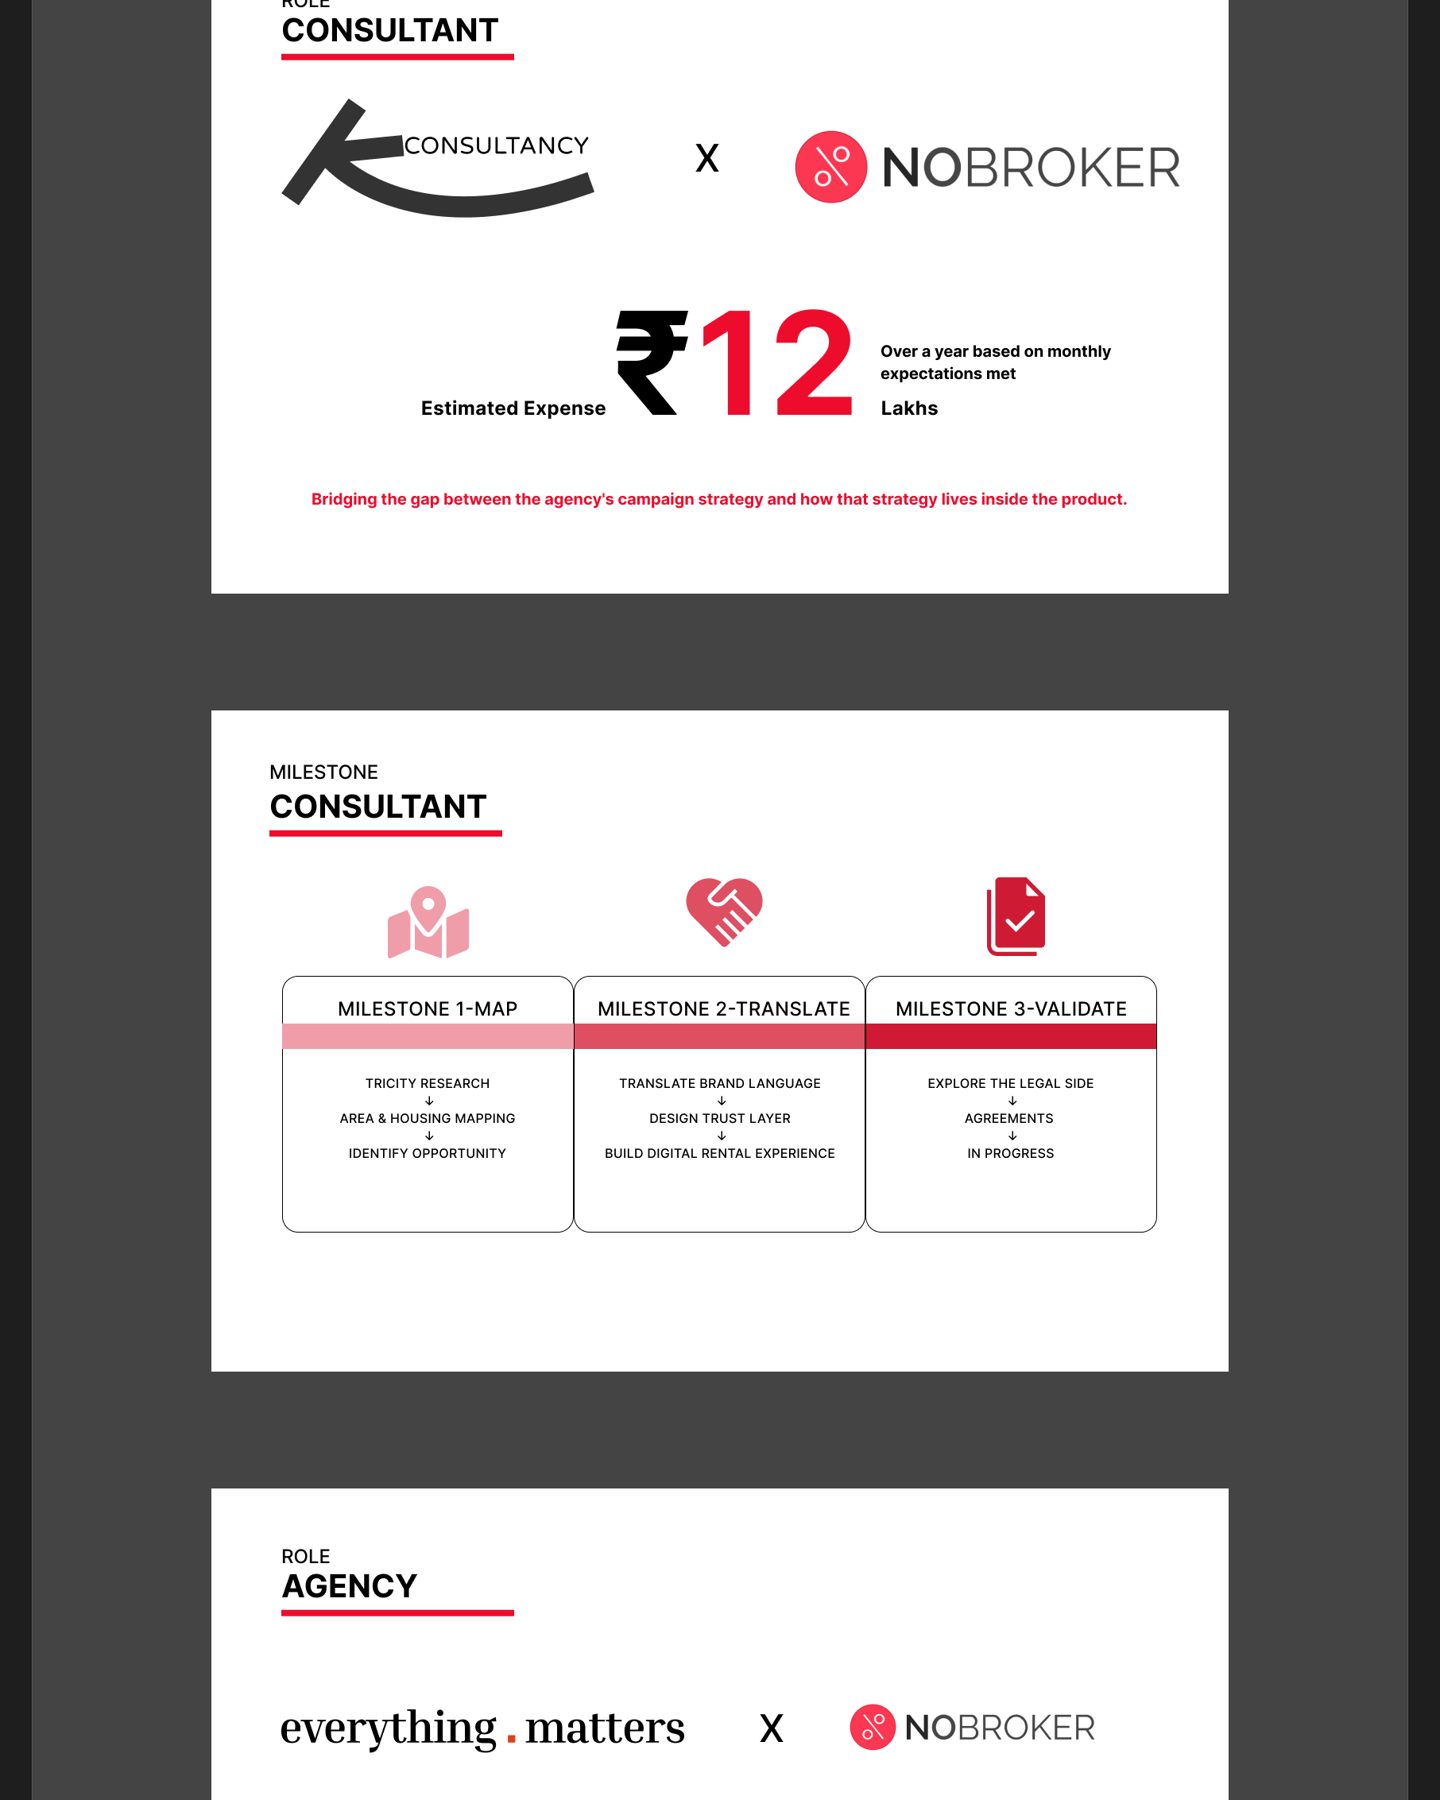 ROLE
CONSULTANT
CONSULTANCY
X
NOBROKER
Estimated Expense
₹12
Over a year based on monthly
expectations met
Lakhs
Bridging the gap between the agency's campaign strategy and how that strategy lives inside the product.
MILESTONE
CONSULTANT
MILESTONE 1-MAP
TRICITY RESEARCH
↓
AREA & HOUSING MAPPING
↓
IDENTIFY OPPORTUNITY
MILESTONE 2-TRANSLATE
TRANSLATE BRAND LANGUAGE
↓
DESIGN TRUST LAYER
↓
BUILD DIGITAL RENTAL EXPERIENCE
MILESTONE 3-VALIDATE
EXPLORE THE LEGAL SIDE
↓
AGREEMENTS
↓
IN PROGRESS
ROLE
AGENCY
everything.matters
X
NOBROKER